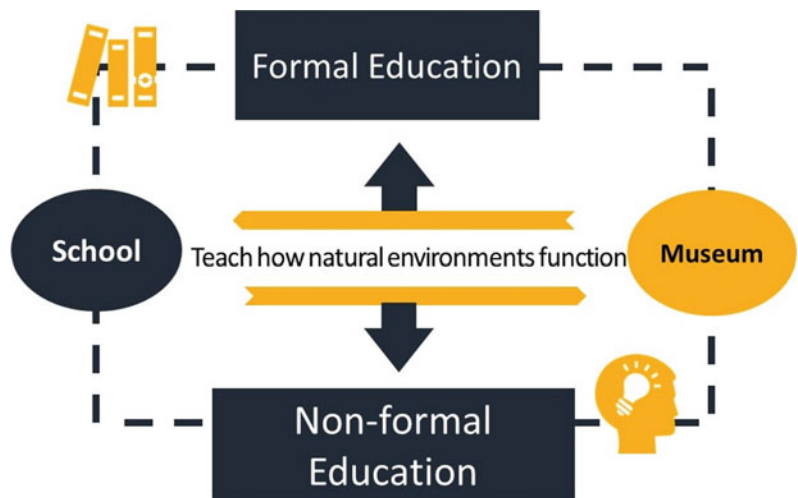 Formal Education
School
Teach how natural environments function
Museum
Non-formal
Education